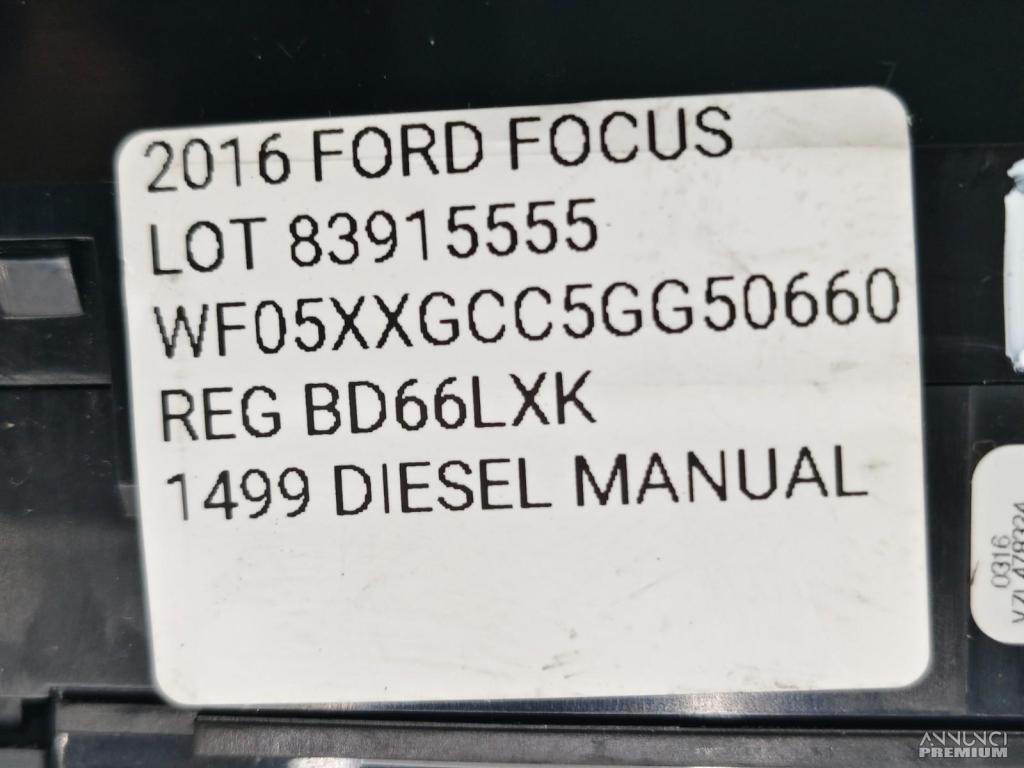 2016 FORD FOCUS
LOT 83915555
WF05XXGCC5GG50660
REG BD66LXK
1499 DIESEL MANUAL
0316
ANNUNCI
PREMIUM